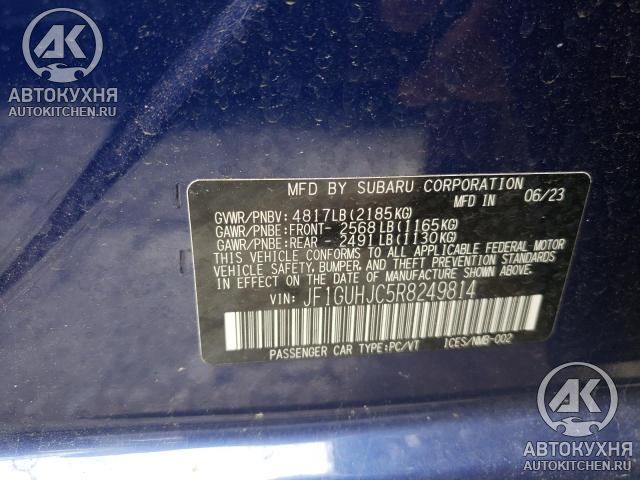 АК
АВТОКУХНЯ
AUTOKITCHEN.RU
MFD BY SUBARU CORPORATION
MFD IN 06/23
GVWR/PNBV: 4817LB(2185KG)
GAWR/PNBE:FRONT- 2568LB(1165KG)
GAWR/PNBE:REAR - 2491LB(1130KG)
THIS VEHICLE CONFORMS TO ALL APPLICABLE FEDERAL MOTOR
VEHICLE SAFETY, BUMPER, AND THEFT PREVENTION STANDARDS
IN EFFECT ON THE DATE OF MANUFACTURE SHOWN ABOVE.
VIN: JF1GUHJC5R8249814
PASSENGER CAR TYPE:PC/VT ICES/NMB-002
АК
АВТОКУХНЯ
AUTOKITCHEN.RU